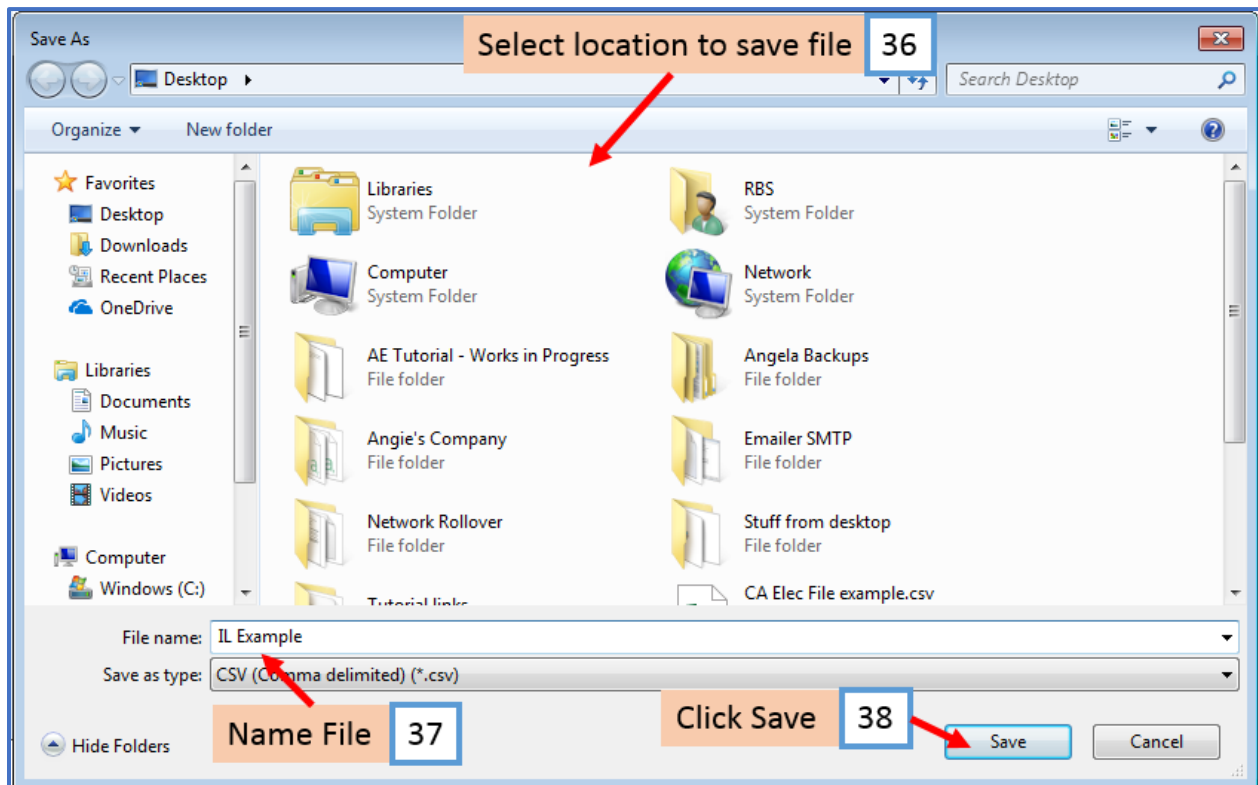 Save As
Select location to save file 36
Desktop
Search Desktop
Organize
New folder
Favorites
Desktop
Downloads
Recent Places
OneDrive
Libraries
Documents
Music
Pictures
Videos
Computer
Windows (C:)
Libraries
System Folder
RBS
System Folder
Computer
System Folder
Network
System Folder
AE Tutorial - Works in Progress
File folder
Angela Backups
File folder
Angie's Company
File folder
Emailer SMTP
File folder
Network Rollover
File folder
Stuff from desktop
File folder
Tutorial links
CA Elec File example.csv
File name: IL Example
Save as type: CSV (Comma delimited) (*.csv)
Name File 37
Click Save 38
Hide Folders
Save
Cancel